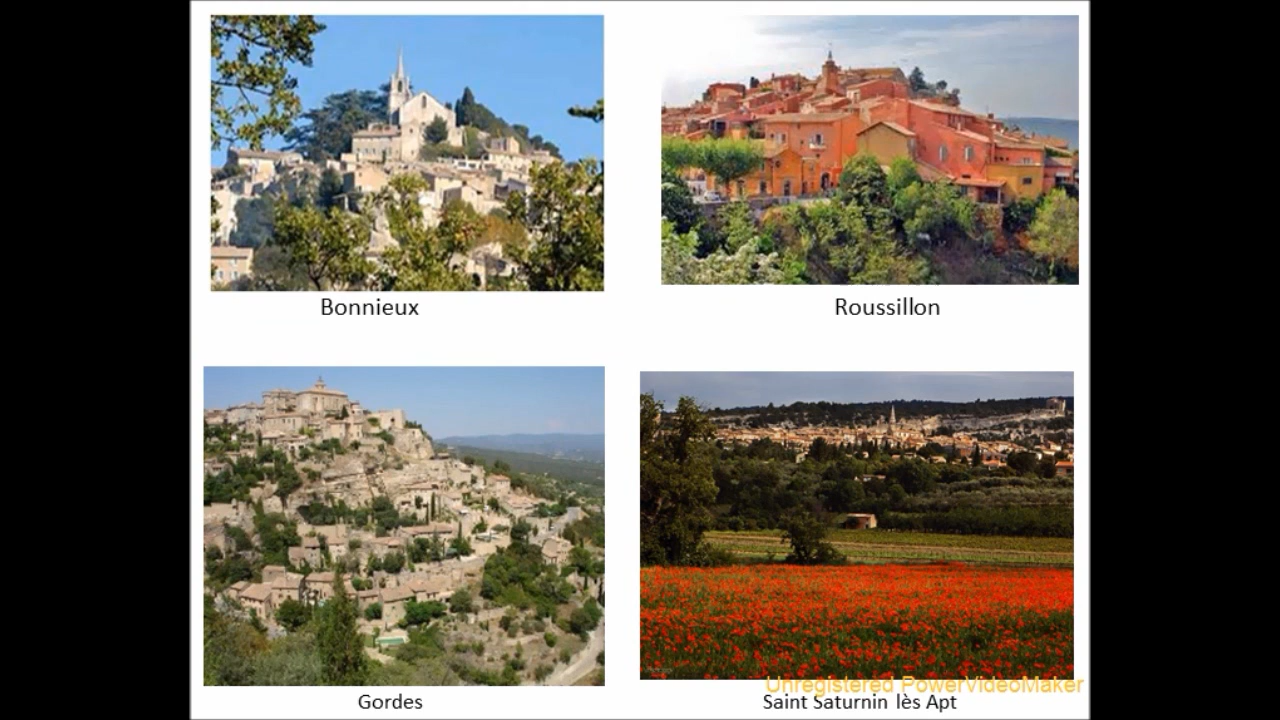 Bonnieux
Roussillon
Gordes
Unregistered PowerVideoMaker
Saint Saturnin lès Apt